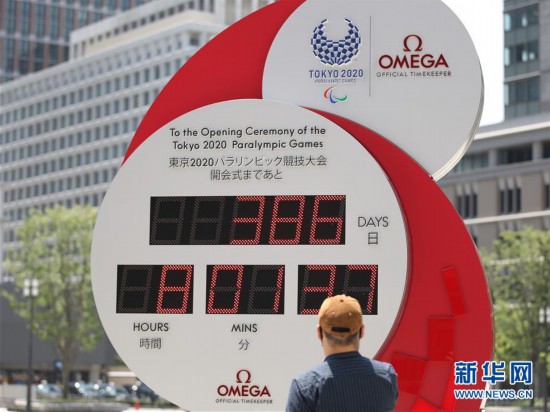 TOKYO 2020
PARALYMPIC GAMES
Ω
OMEGA
OFFICIAL TIMEKEEPER
To the Opening Ceremony of the
Tokyo 2020 Paralympic Games
東京2020パラリンピック競技大会
開会式まであと
386 DAYS
日
8 01 37
HOURS MINS
時間 分
Ω
OMEGA
OFFICIAL TIMEKEEPER
新华网
WWW.NEWS.CN